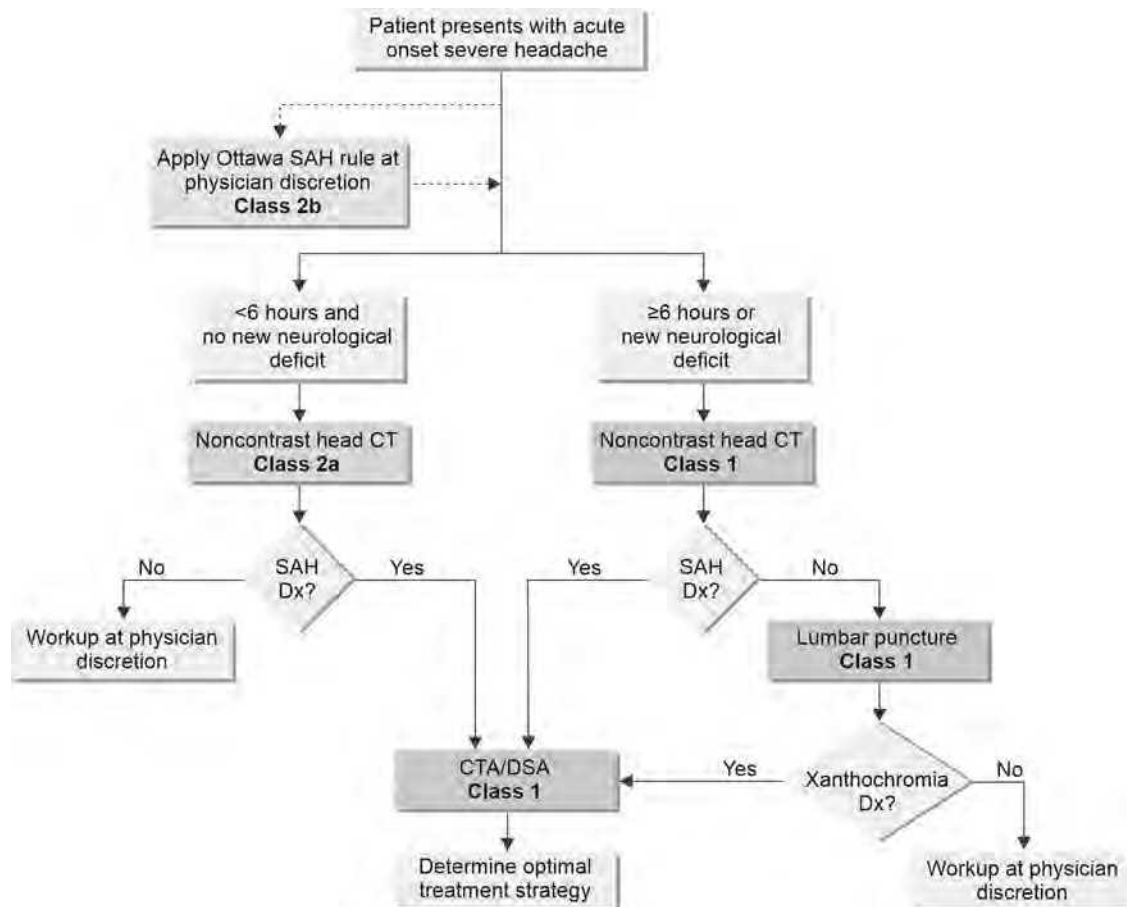 Patient presents with acute
onset severe headache
Apply Ottawa SAH rule at
physician discretion
Class 2b
<6 hours and
no new neurological
deficit
≥6 hours or
new neurological
deficit
Noncontrast head CT
Class 2a
Noncontrast head CT
Class 1
No
SAH
Dx?
Yes
Yes
SAH
Dx?
No
Workup at physician
discretion
Lumbar puncture
Class 1
CTA/DSA
Class 1
Yes
Xanthochromia
Dx?
No
Determine optimal
treatment strategy
Workup at physician
discretion